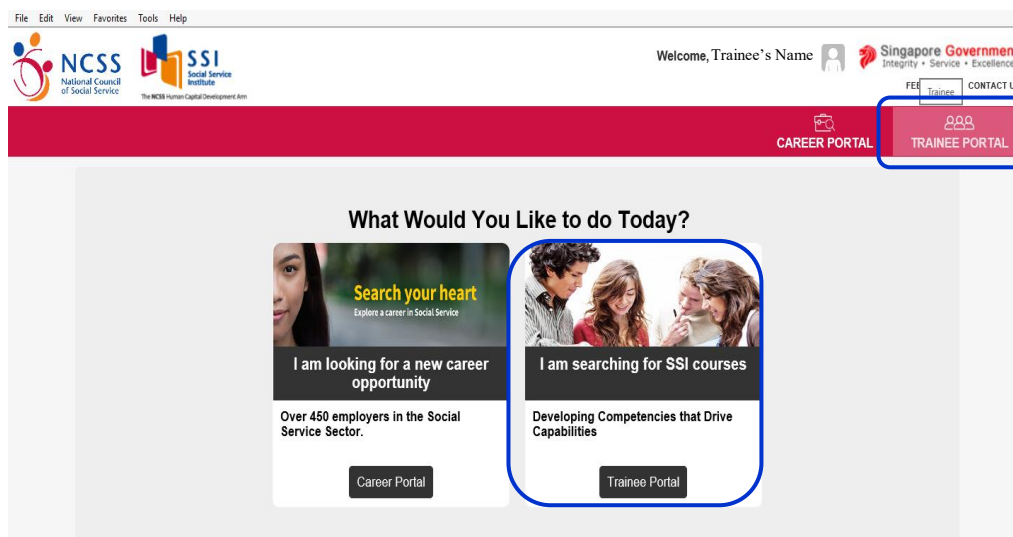 File Edit View Favorites Tools Help
NCSS
National Council
of Social Service
SSI
Social Service
Institute
The NCSS Human Capital Development Arm
Welcome, Trainee's Name
Singapore Governmen
Integrity • Service • Excellence
FEE
Trainee
CONTACT U
CAREER PORTAL
TRAINEE PORTAL
What Would You Like to do Today?
Search your heart
Explore a career in Social Service
I am looking for a new career
opportunity
Over 450 employers in the Social
Service Sector.
Career Portal
I am searching for SSI courses
Developing Competencies that Drive
Capabilities
Trainee Portal